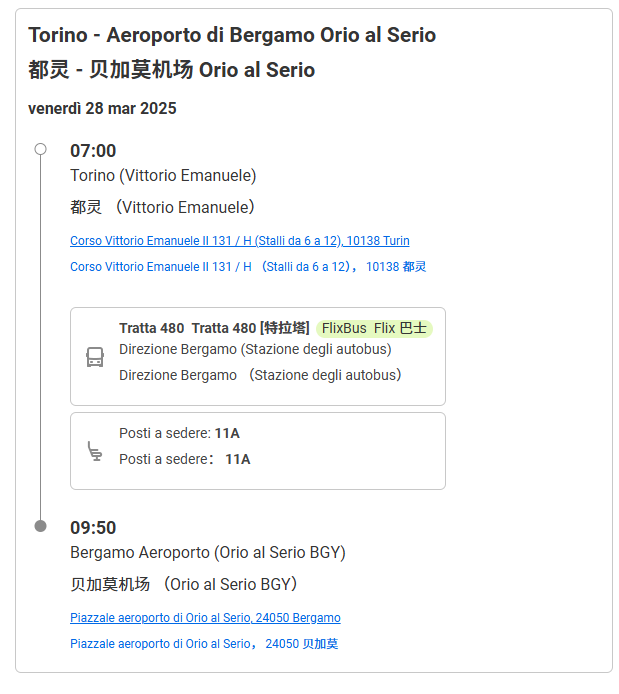 Torino - Aeroporto di Bergamo Orio al Serio
都灵 - 贝加莫机场 Orio al Serio
venerdì 28 mar 2025
07:00
Torino (Vittorio Emanuele)
都灵 （Vittorio Emanuele）
Corso Vittorio Emanuele II 131 / H (Stalli da 6 a 12), 10138 Turin
Corso Vittorio Emanuele II 131 / H （Stalli da 6 a 12）， 10138 都灵
Tratta 480 Tratta 480 [特拉塔] FlixBus Flix 巴士
Direzione Bergamo (Stazione degli autobus)
Direzione Bergamo （Stazione degli autobus）
Posti a sedere: 11A
Posti a sedere： 11A
09:50
Bergamo Aeroporto (Orio al Serio BGY)
贝加莫机场 （Orio al Serio BGY）
Piazzale aeroporto di Orio al Serio, 24050 Bergamo
Piazzale aeroporto di Orio al Serio， 24050 贝加莫